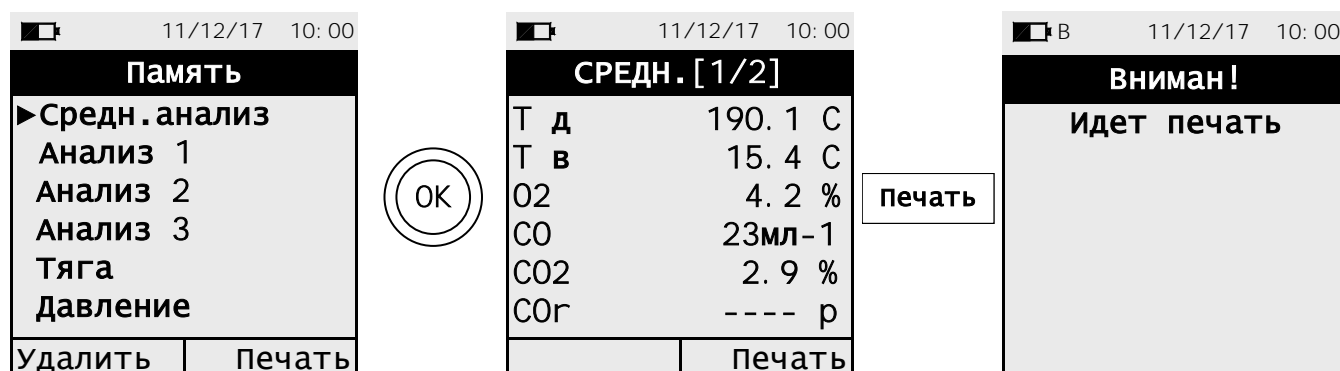 11/12/17 10:00
Память
▶Средн.анализ
Анализ 1
Анализ 2
Анализ 3
Тяга
Давление
Удалить Печать
OK
11/12/17 10:00
СРЕДН.[1/2]
T д 190.1 C
T в 15.4 C
O2 4.2 %
CO 23мл-1
CO2 2.9 %
COr ---- p
Печать
Печать
B 11/12/17 10:00
Вниман!
Идет печать